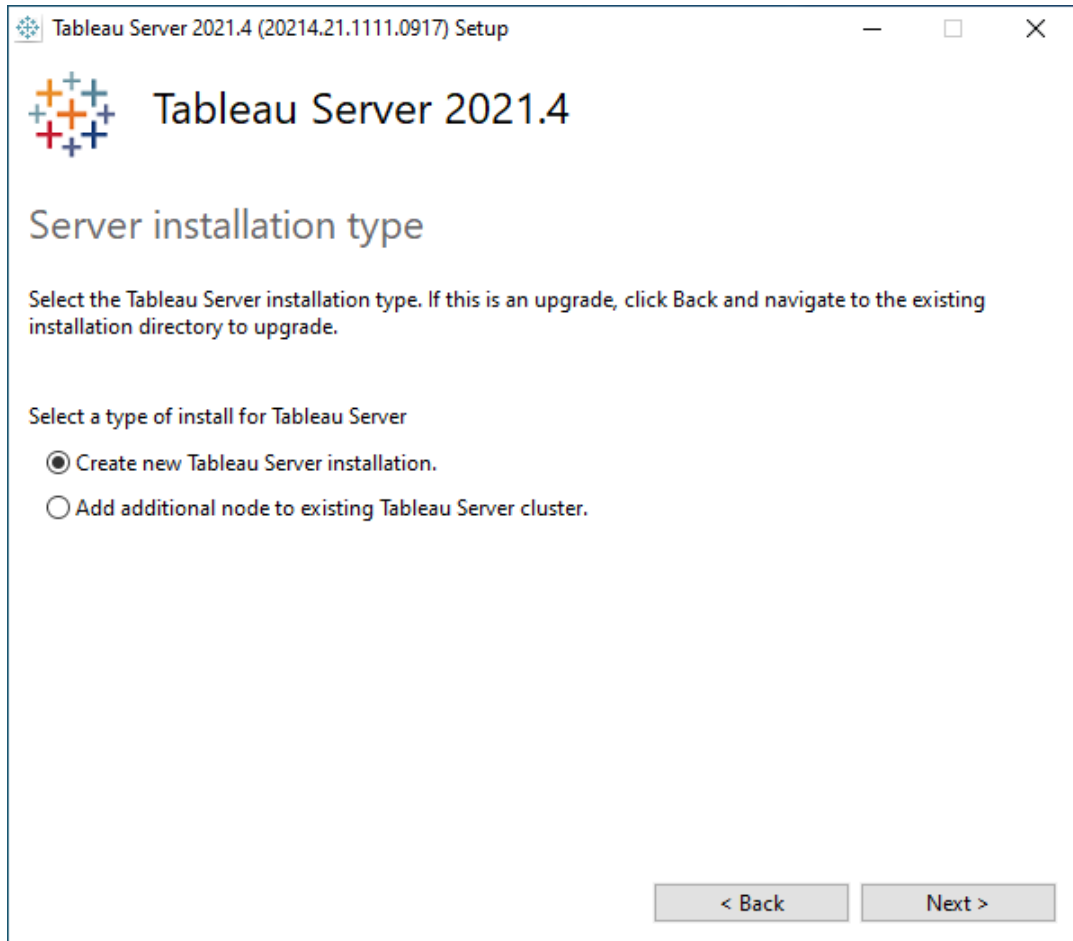 Tableau Server 2021.4 (20214.21.1111.0917) Setup
Tableau Server 2021.4
Server installation type
Select the Tableau Server installation type. If this is an upgrade, click Back and navigate to the existing
installation directory to upgrade.
Select a type of install for Tableau Server
Create new Tableau Server installation.
Add additional node to existing Tableau Server cluster.
< Back Next >